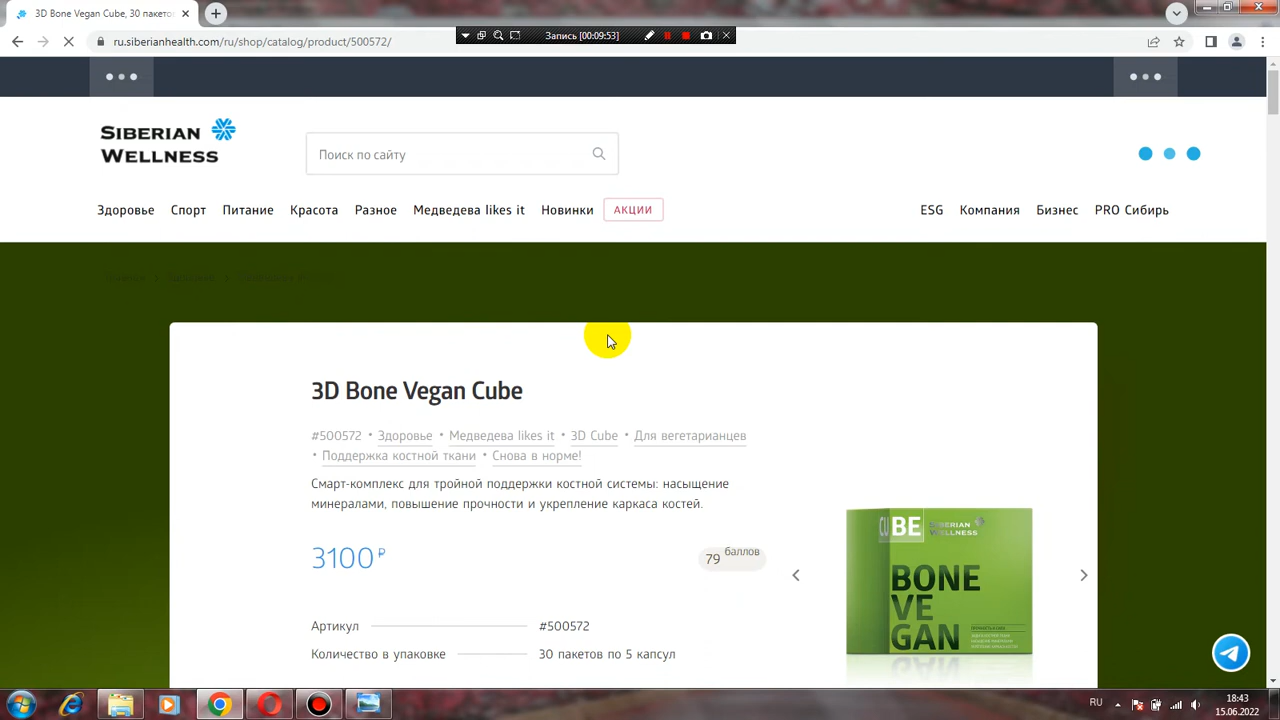 3D Bone Vegan Cube, 30 пакето
ru.siberianhealth.com/ru/shop/catalog/product/500572/
Запись [00:09:53]
SIBERIAN
WELLNESS
Поиск по сайту
Здоровье Спорт Питание Красота Разное Медведева likes it Новинки АКЦИИ ESG Компания Бизнес PRO Сибирь
3D Bone Vegan Cube
#500572 • Здоровье • Медведева likes it • 3D Cube • Для вегетарианцев
• Поддержка костной ткани • Снова в норме!
Смарт-комплекс для тройной поддержки костной системы: насыщение
минералами, повышение прочности и укрепление каркаса костей.
3100 ₽
79 баллов
Артикул #500572
Количество в упаковке 30 пакетов по 5 капсул
CUBE SIBERIAN WELLNESS
BONE
VE
GAN
RU
18:43
15.06.2022